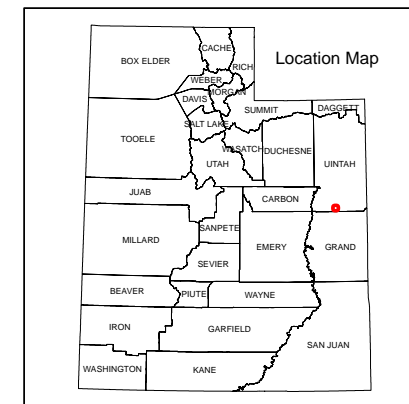 Location Map
CACHE
BOX ELDER
RICH
WEBER
MORGAN
DAVIS
SUMMIT
DAGGETT
SALT LAKE
TOOELE
WASATCH
DUCHESNE
UINTAH
UTAH
JUAB
CARBON
SANPETE
MILLARD
EMERY
GRAND
SEVIER
BEAVER
PIUTE
WAYNE
IRON
GARFIELD
SAN JUAN
WASHINGTON
KANE